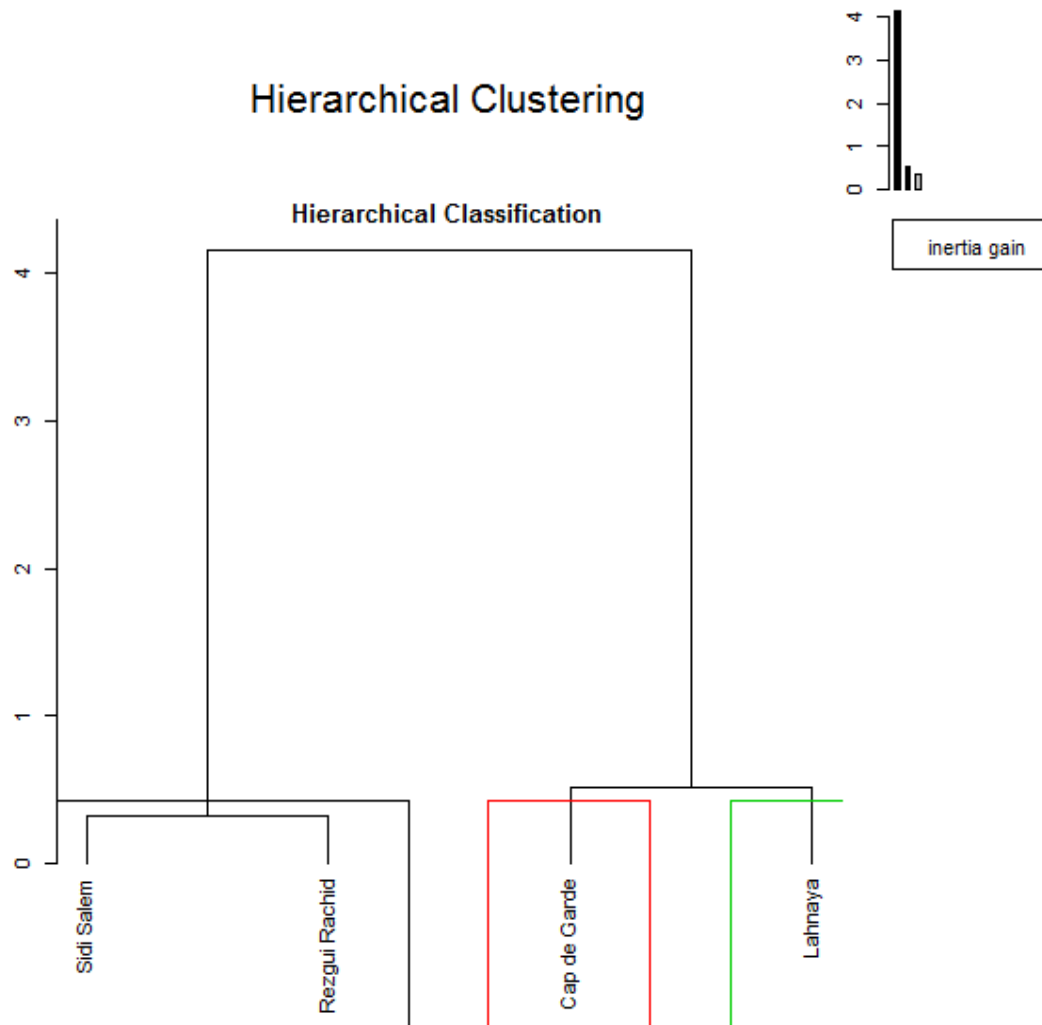 Hierarchical Clustering
4
3
2
1
0
inertia gain
Hierarchical Classification
4
3
2
1
0
Sidi Salem
Rezgui Rachid
Cap de Garde
Lahnaya